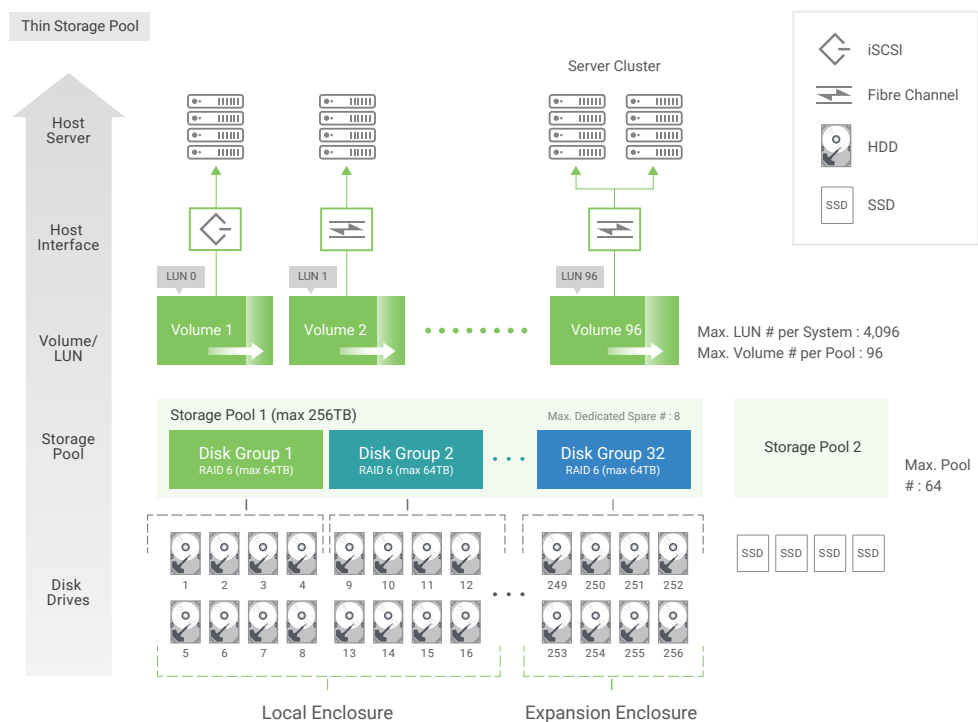 Thin Storage Pool
iSCSI
Fibre Channel
HDD
SSD
SSD
Host
Server
Server Cluster
Host
Interface
LUN 0
LUN 1
LUN 96
Volume/
LUN
Volume 1
Volume 2
Volume 96
Max. LUN # per System : 4,096
Max. Volume # per Pool : 96
Storage
Pool
Storage Pool 1 (max 256TB)
Max. Dedicated Spare # : 8
Disk Group 1
RAID 6 (max 64TB)
Disk Group 2
RAID 6 (max 64TB)
Disk Group 32
RAID 6 (max 64TB)
Storage Pool 2
Max. Pool
# : 64
Disk
Drives
1 2 3 4 9 10 11 12 249 250 251 252
SSD SSD SSD SSD
5 6 7 8 13 14 15 16 253 254 255 256
Local Enclosure
Expansion Enclosure